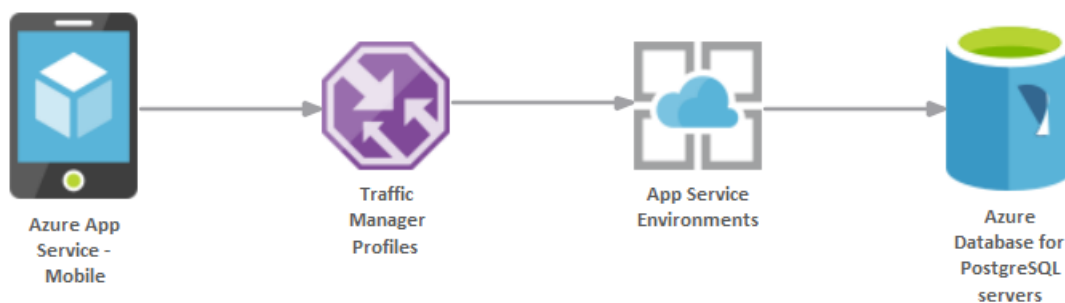 Azure App
Service -
Mobile
Traffic
Manager
Profiles
App Service
Environments
Azure
Database for
PostgreSQL
servers